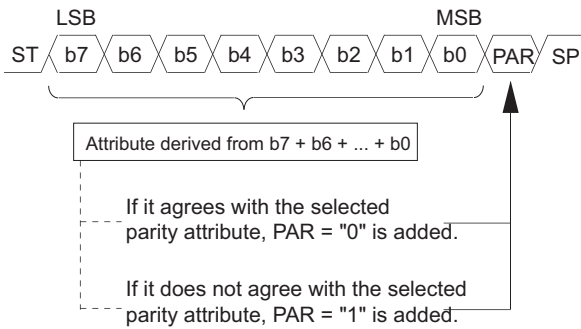 LSB MSB
ST b7 b6 b5 b4 b3 b2 b1 b0 PAR SP
Attribute derived from b7 + b6 + ... + b0
If it agrees with the selected
parity attribute, PAR = "0" is added.
If it does not agree with the selected
parity attribute, PAR = "1" is added.